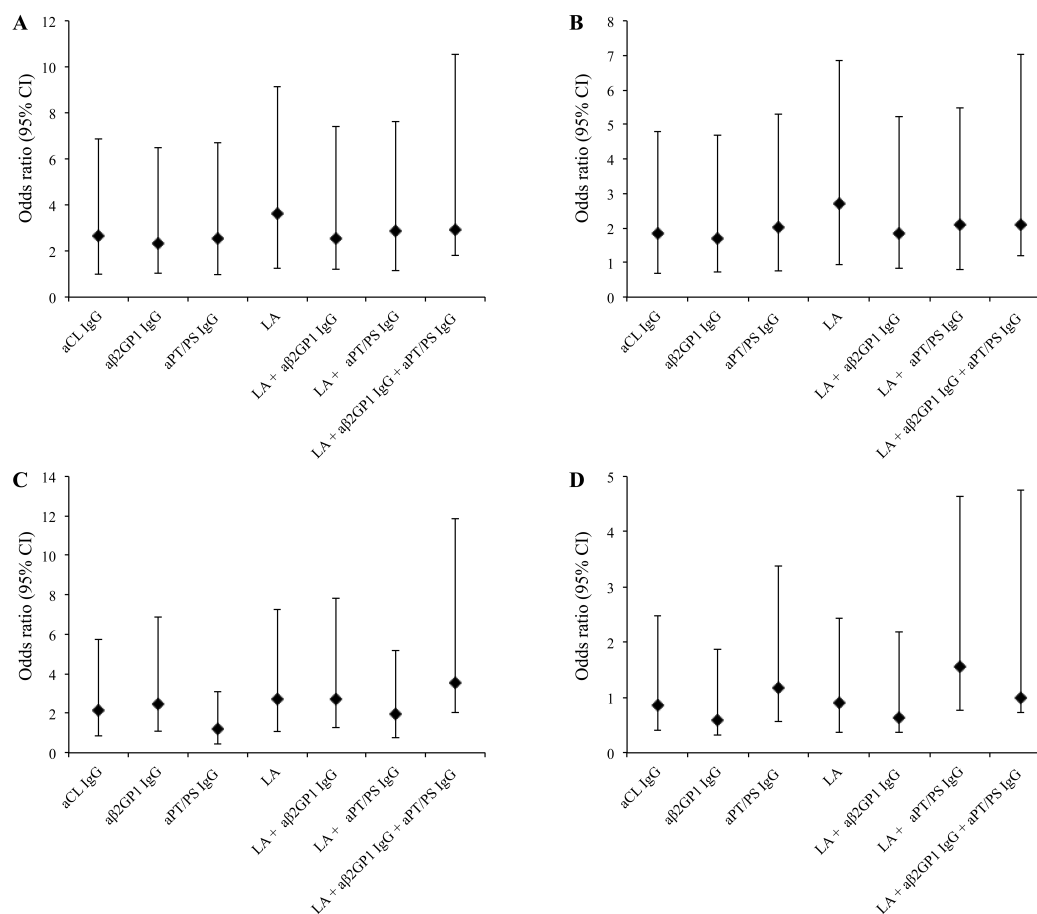 A
Odds ratio (95% CI)
12
10
8
6
4
2
0
aCL IgG
aβ2GP1 IgG
aPT/PS IgG
LA
LA + aβ2GP1 IgG
LA + aPT/PS IgG
LA + aβ2GP1 IgG + aPT/PS IgG
B
Odds ratio (95% CI)
8
7
6
5
4
3
2
1
0
aCL IgG
aβ2GP1 IgG
aPT/PS IgG
LA
LA + aβ2GP1 IgG
LA + aPT/PS IgG
LA + aβ2GP1 IgG + aPT/PS IgG
C
Odds ratio (95% CI)
14
12
10
8
6
4
2
0
aCL IgG
aβ2GP1 IgG
aPT/PS IgG
LA
LA + aβ2GP1 IgG
LA + aPT/PS IgG
LA + aβ2GP1 IgG + aPT/PS IgG
D
Odds ratio (95% CI)
5
4
3
2
1
0
aCL IgG
aβ2GP1 IgG
aPT/PS IgG
LA
LA + aβ2GP1 IgG
LA + aPT/PS IgG
LA + aβ2GP1 IgG + aPT/PS IgG